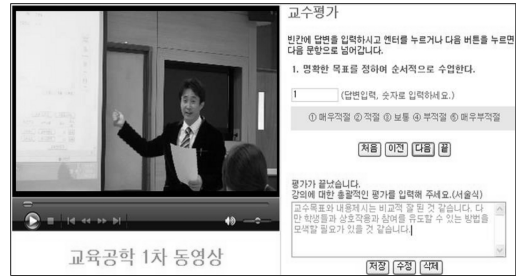 교수평가
빈칸에 답변을 입력하시고 엔터를 누르거나 다음 버튼을 누르면
다음 문항으로 넘어갑니다.
1. 명확한 목표를 정하여 순서적으로 수업한다.
1 (답변입력, 숫자로 입력하세요.)
① 매우적절 ② 적절 ③ 보통 ④ 부적절 ⑤ 매우부적절
처음 이전 다음 끝
평가가 끝났습니다.
강의에 대한 총괄적인 평가를 입력해 주세요.(서술식)
교수목표와 내용제시는 비교적 잘 된 것 같습니다. 다
만 학생들과 상호작용과 참여를 유도할 수 있는 방법을
모색할 필요가 있을 것 같습니다.
저장 수정 삭제
교육공학 1차 동영상